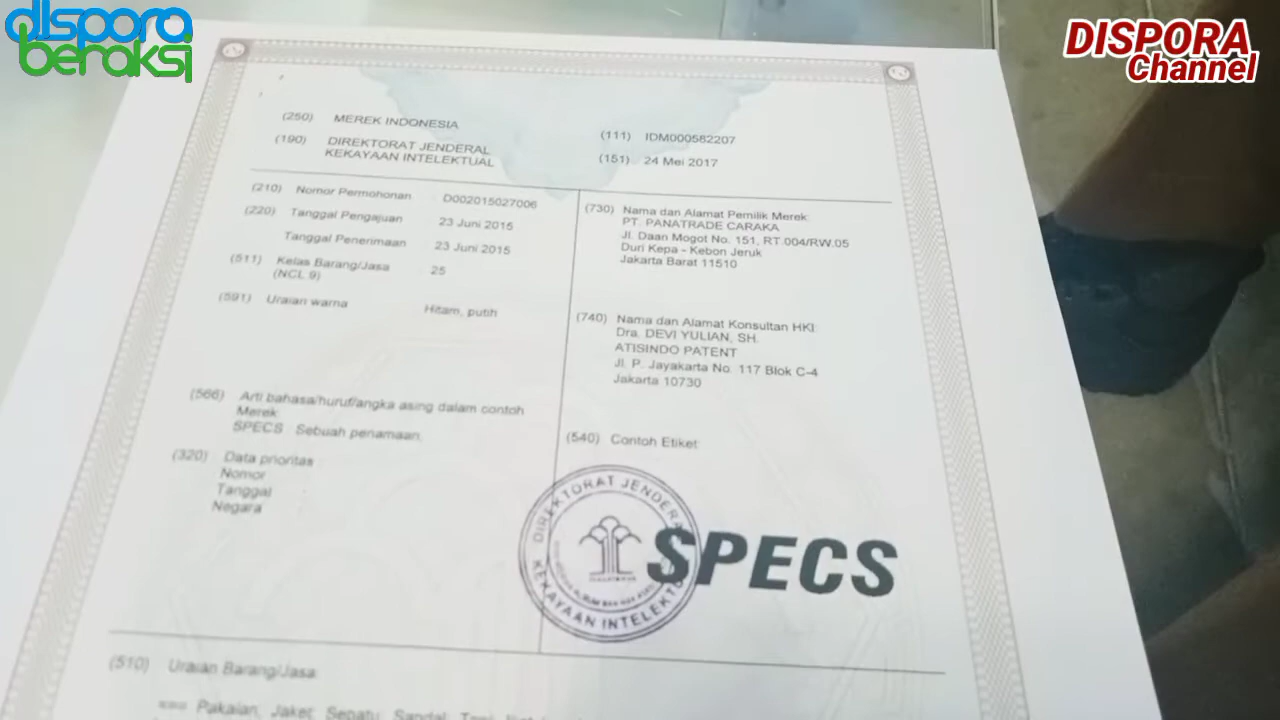 dispora
beraksi
DISPORA
Channel
(250) MEREK INDONESIA
(190) DIREKTORAT JENDERAL
KEKAYAAN INTELEKTUAL
(111) IDM000582207
(151) 24 Mei 2017
(210) Nomor Permohonan : D002015027006
(220) Tanggal Pengajuan : 23 Juni 2015
Tanggal Penerimaan : 23 Juni 2015
(511) Kelas Barang/Jasa : 25
(NCL 9)
(591) Uraian warna : Hitam, putih
(566) Arti bahasa/huruf/angka asing dalam contoh
Merek:
SPECS : Sebuah penamaan.
(320) Data prioritas :
Nomor
Tanggal
Negara
(730) Nama dan Alamat Pemilik Merek:
PT. PANATRADE CARAKA
Jl. Daan Mogot No. 151, RT.004/RW.05
Duri Kepa - Kebon Jeruk
Jakarta Barat 11510
(740) Nama dan Alamat Konsultan HKI:
Dra. DEVI YULIAN, SH.
ATISINDO PATENT
Jl. P. Jayakarta No. 117 Blok C-4
Jakarta 10730
(540) Contoh Etiket:
DIREKTORAT JENDERAL
KEKAYAAN INTELEKTUAL
SPECS
(510) Uraian Barang/Jasa:
=== Pakaian, Jaket, Sepatu, Sandal, Topi